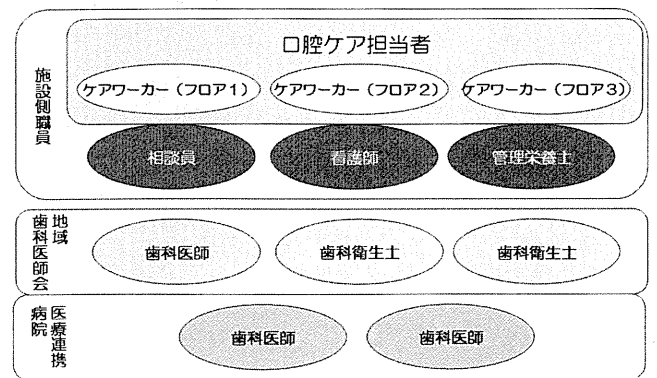 施設側職員
口腔ケア担当者
ケアワーカー（フロア1）
ケアワーカー（フロア2）
ケアワーカー（フロア3）
相談員
看護師
管理栄養士
地域
歯科医師会
歯科医師
歯科衛生士
歯科衛生士
医療連携
病院
歯科医師
歯科医師